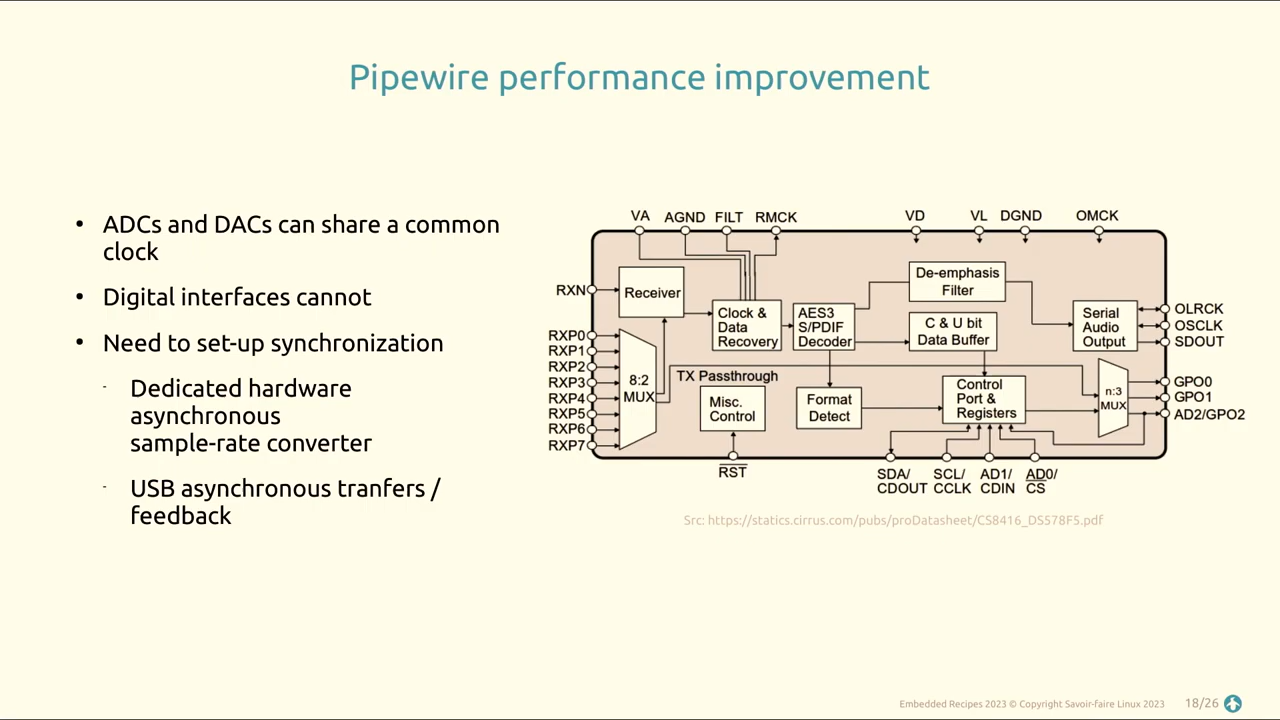 Pipewire performance improvement
• ADCs and DACs can share a common
clock
• Digital interfaces cannot
• Need to set-up synchronization
- Dedicated hardware
asynchronous
sample-rate converter
- USB asynchronous tranfers /
feedback
VA AGND FILT RMCK VD VL DGND OMCK
RXN
RXP0
RXP1
RXP2
RXP3
RXP4
RXP5
RXP6
RXP7
Receiver
8:2
MUX
Clock &
Data
Recovery
AES3
S/PDIF
Decoder
De-emphasis
Filter
C & U bit
Data Buffer
Serial
Audio
Output
TX Passthrough
Misc.
Control
Format
Detect
Control
Port &
Registers
n:3
MUX
OLRCK
OSCLK
SDOUT
GPO0
GPO1
AD2/GPO2
RST
SDA/
CDOUT
SCL/
CCLK
AD1/
CDIN
AD0/
CS
Src: https://statics.cirrus.com/pubs/proDatasheet/CS8416_DS578F5.pdf
Embedded Recipes 2023 © Copyright Savoir-faire Linux 2023 18/26